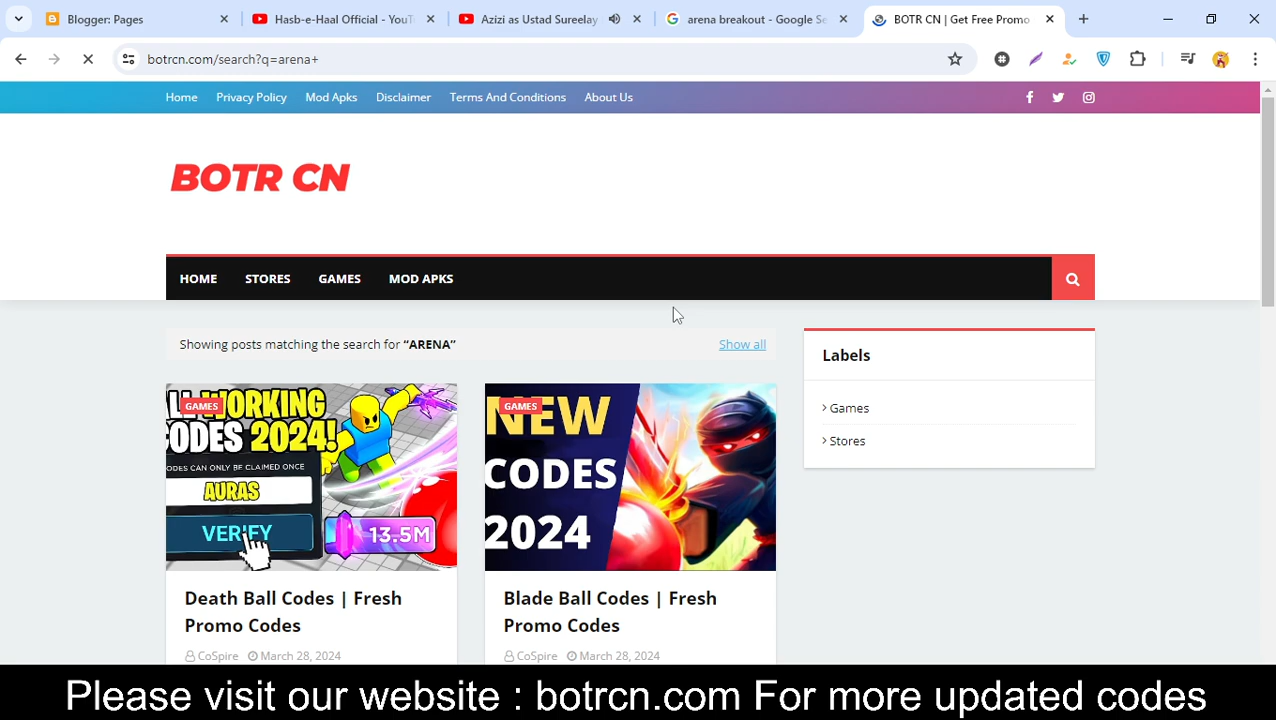 Blogger: Pages
Hasb-e-Haal Official - YouT
Azizi as Ustad Sureelay
arena breakout - Google Se
BOTR CN | Get Free Promo
botrcn.com/search?q=arena+
Home Privacy Policy Mod Apks Disclaimer Terms And Conditions About Us
BOTR CN
HOME STORES GAMES MOD APKS
Showing posts matching the search for “ARENA” Show all
Labels
Games
Stores
GAMES
ALL WORKING
CODES 2024!
CODES CAN ONLY BE CLAIMED ONCE
AURAS
VERIFY
13.5M
GAMES
NEW
CODES
2024
Death Ball Codes | Fresh
Promo Codes
CoSpire March 28, 2024
Blade Ball Codes | Fresh
Promo Codes
CoSpire March 28, 2024
Please visit our website : botrcn.com For more updated codes